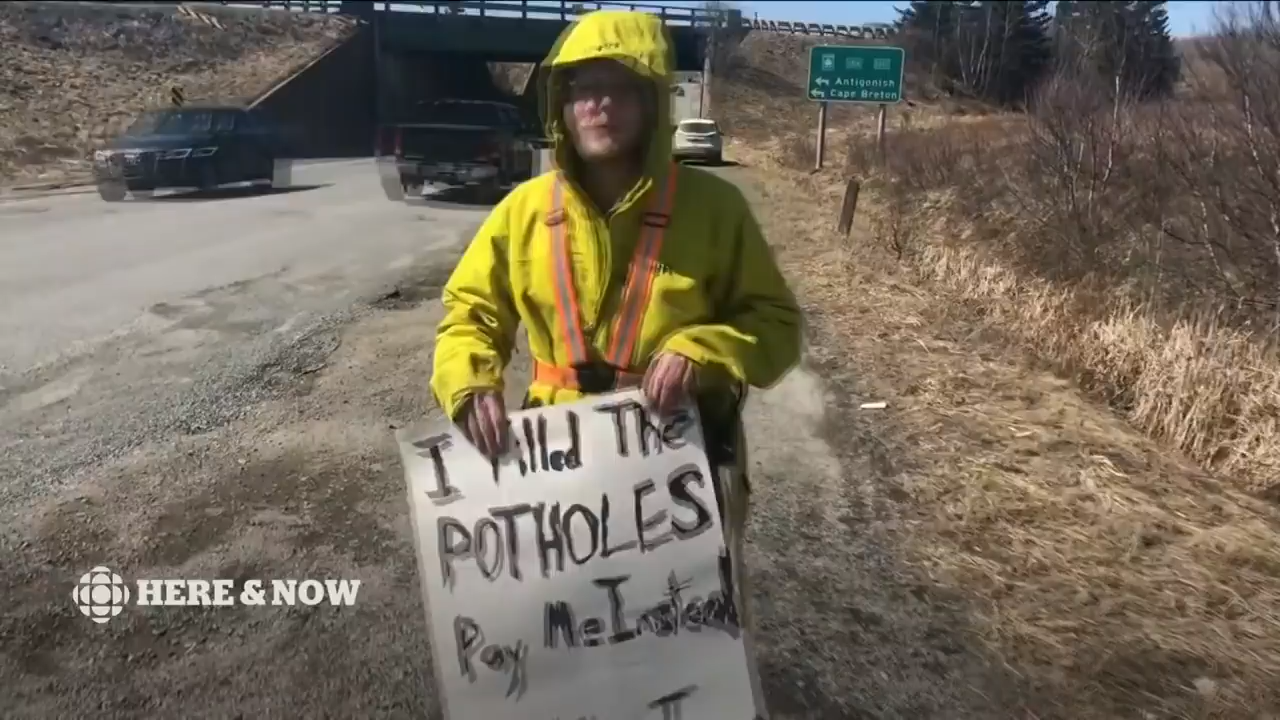 Antigonish
Cape Breton
I Filled The
POTHOLES
Pay Me Instead
HERE & NOW